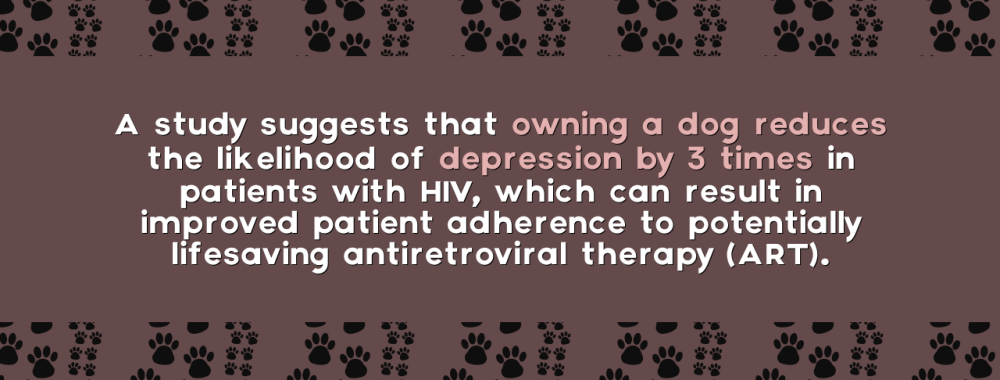 A study suggests that owning a dog reduces
the likelihood of depression by 3 times in
patients with HIV, which can result in
improved patient adherence to potentially
lifesaving antiretroviral therapy (ART).